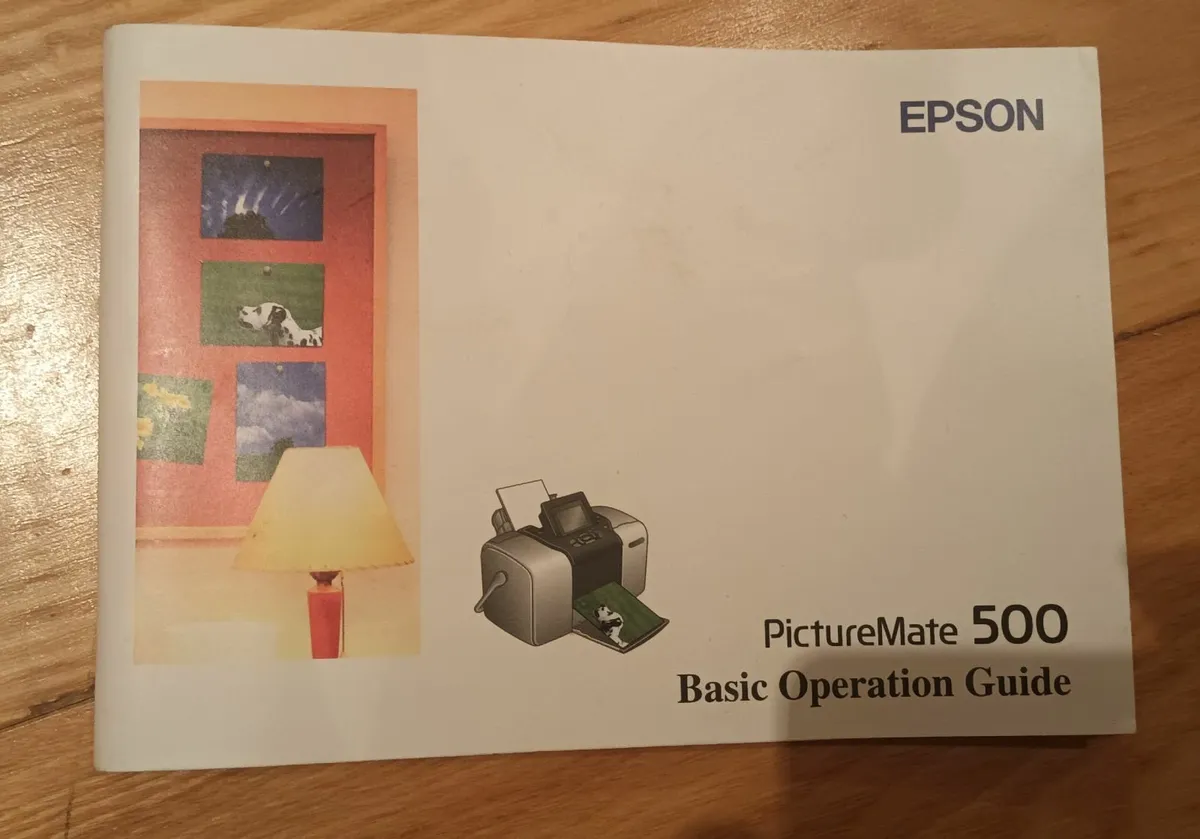 EPSON
PictureMate 500
Basic Operation Guide